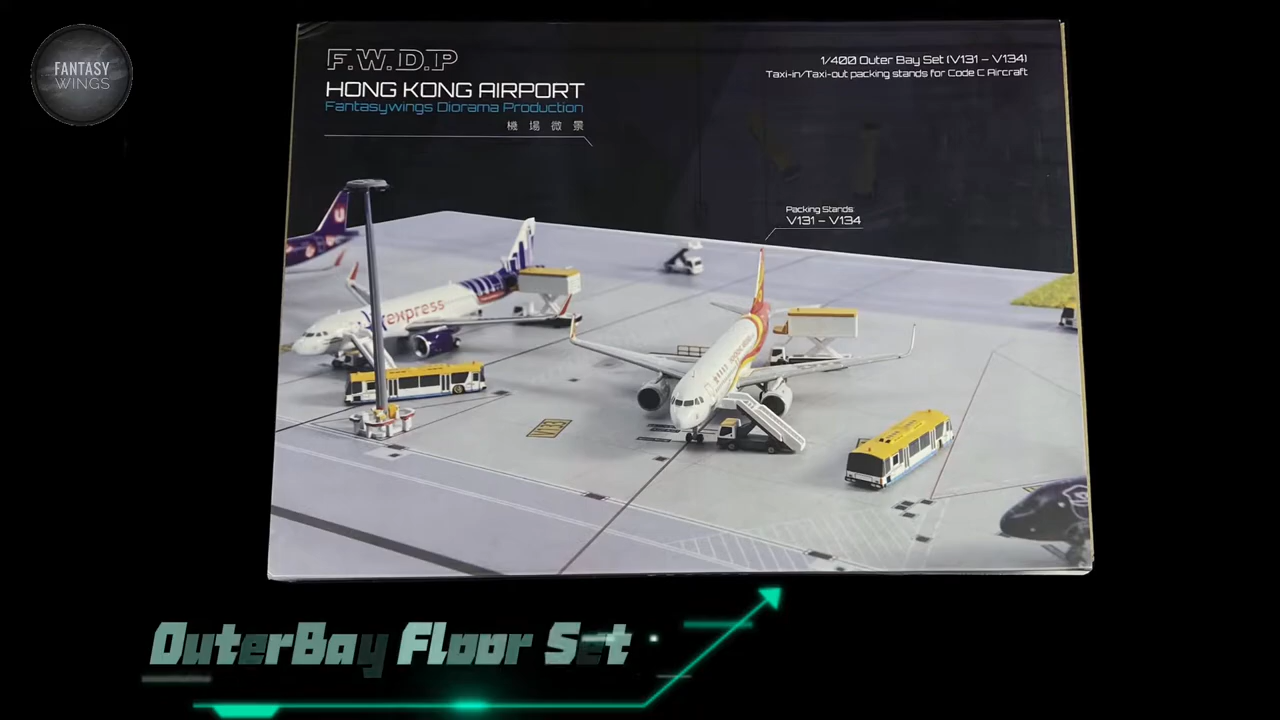 FANTASY
WINGS
F.W.D.P
HONG KONG AIRPORT
Fantasywings Diorama Production
機場微景
1/400 Outer Bay Set (V131 – V134)
Taxi-in/Taxi-out packing stands for Code C Aircraft
Packing Stands
V131 – V134
express
OuterBay Floor Set